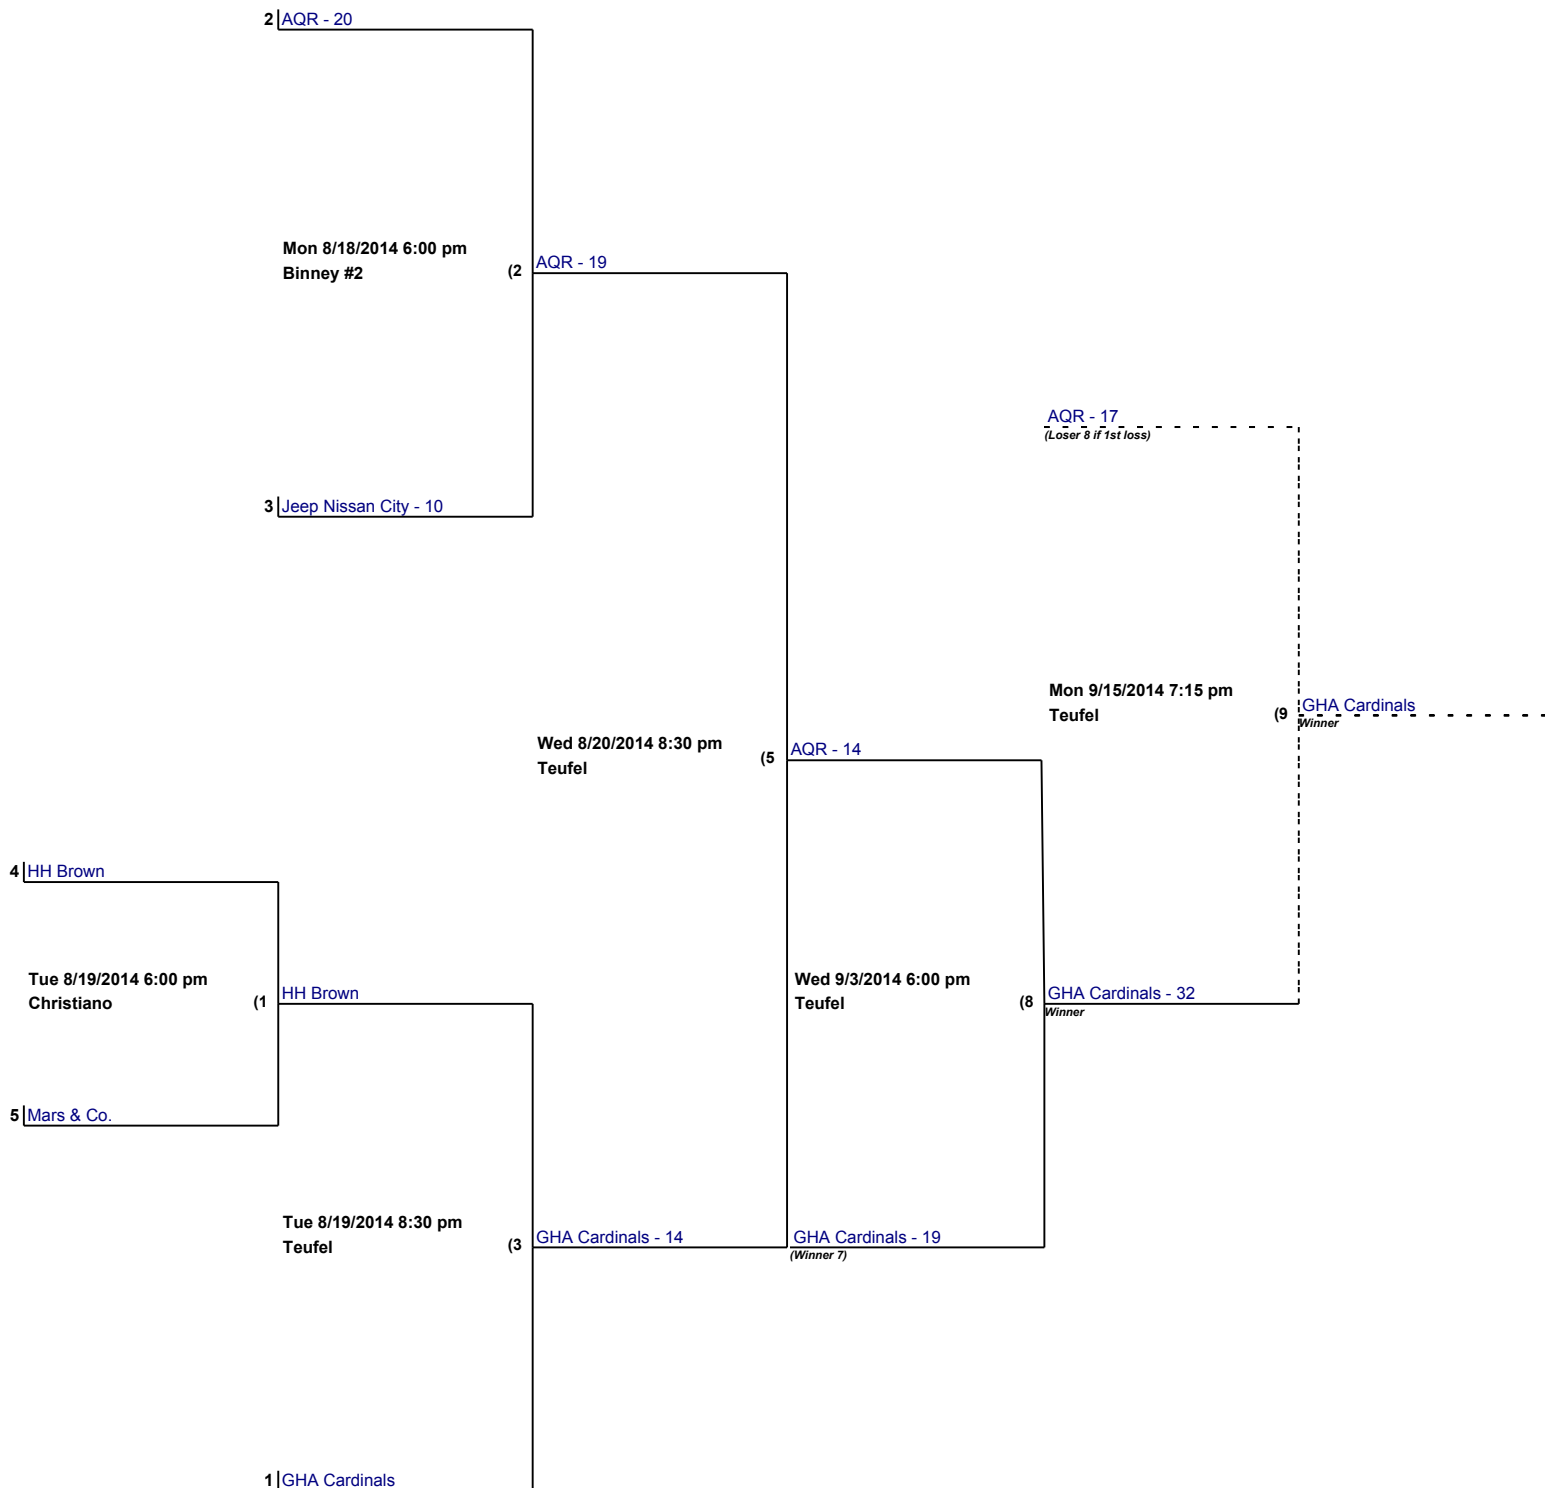 2 AQR - 20
Mon 8/18/2014 6:00 pm
Binney #2
(2
AQR - 19
3 Jeep Nissan City - 10
AQR - 17
(Loser 8 if 1st loss)
Mon 9/15/2014 7:15 pm
Teufel
(9
GHA Cardinals
Winner
Wed 8/20/2014 8:30 pm
Teufel
(5
AQR - 14
4 HH Brown
Tue 8/19/2014 6:00 pm
Christiano
(1
HH Brown
Wed 9/3/2014 6:00 pm
Teufel
(8
GHA Cardinals - 32
Winner
5 Mars & Co.
Tue 8/19/2014 8:30 pm
Teufel
(3
GHA Cardinals - 14
GHA Cardinals - 19
(Winner 7)
1 GHA Cardinals